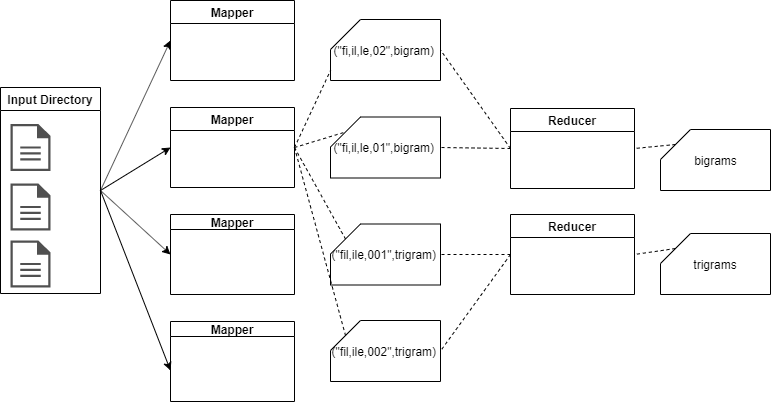 Input Directory
Mapper
Mapper
Mapper
Mapper
("fi,il,le,02",bigram)
("fi,il,le,01",bigram)
("fil,ile,001",trigram)
("fil,ile,002",trigram)
Reducer
Reducer
bigrams
trigrams